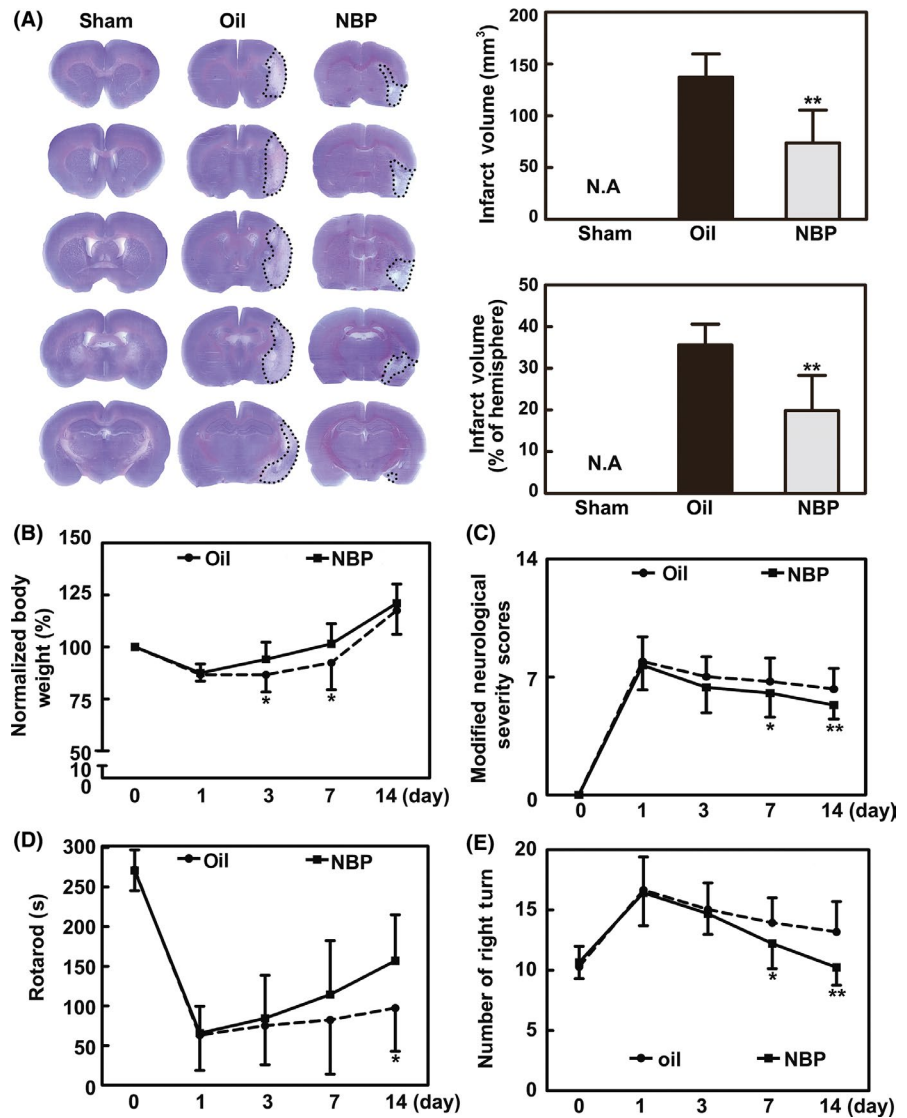 (A)
Sham Oil NBP
Infarct volume (mm³)
200
150
100
50
0
N.A
**
Sham Oil NBP
Infarct volume
(% of hemisphere)
50
40
30
20
10
0
N.A
**
Sham Oil NBP
(B)
Normalized body
weight (%)
150
125
100
75
50
10
0
Oil NBP
* *
0 1 3 7 14 (day)
(C)
Modified neurological
severity scores
14
7
0
Oil NBP
* **
0 1 3 7 14 (day)
(D)
Rotarod (s)
300
250
200
150
100
50
0
Oil NBP
*
0 1 3 7 14 (day)
(E)
Number of right turn
20
15
10
5
0
* **
oil NBP
0 1 3 7 14 (day)